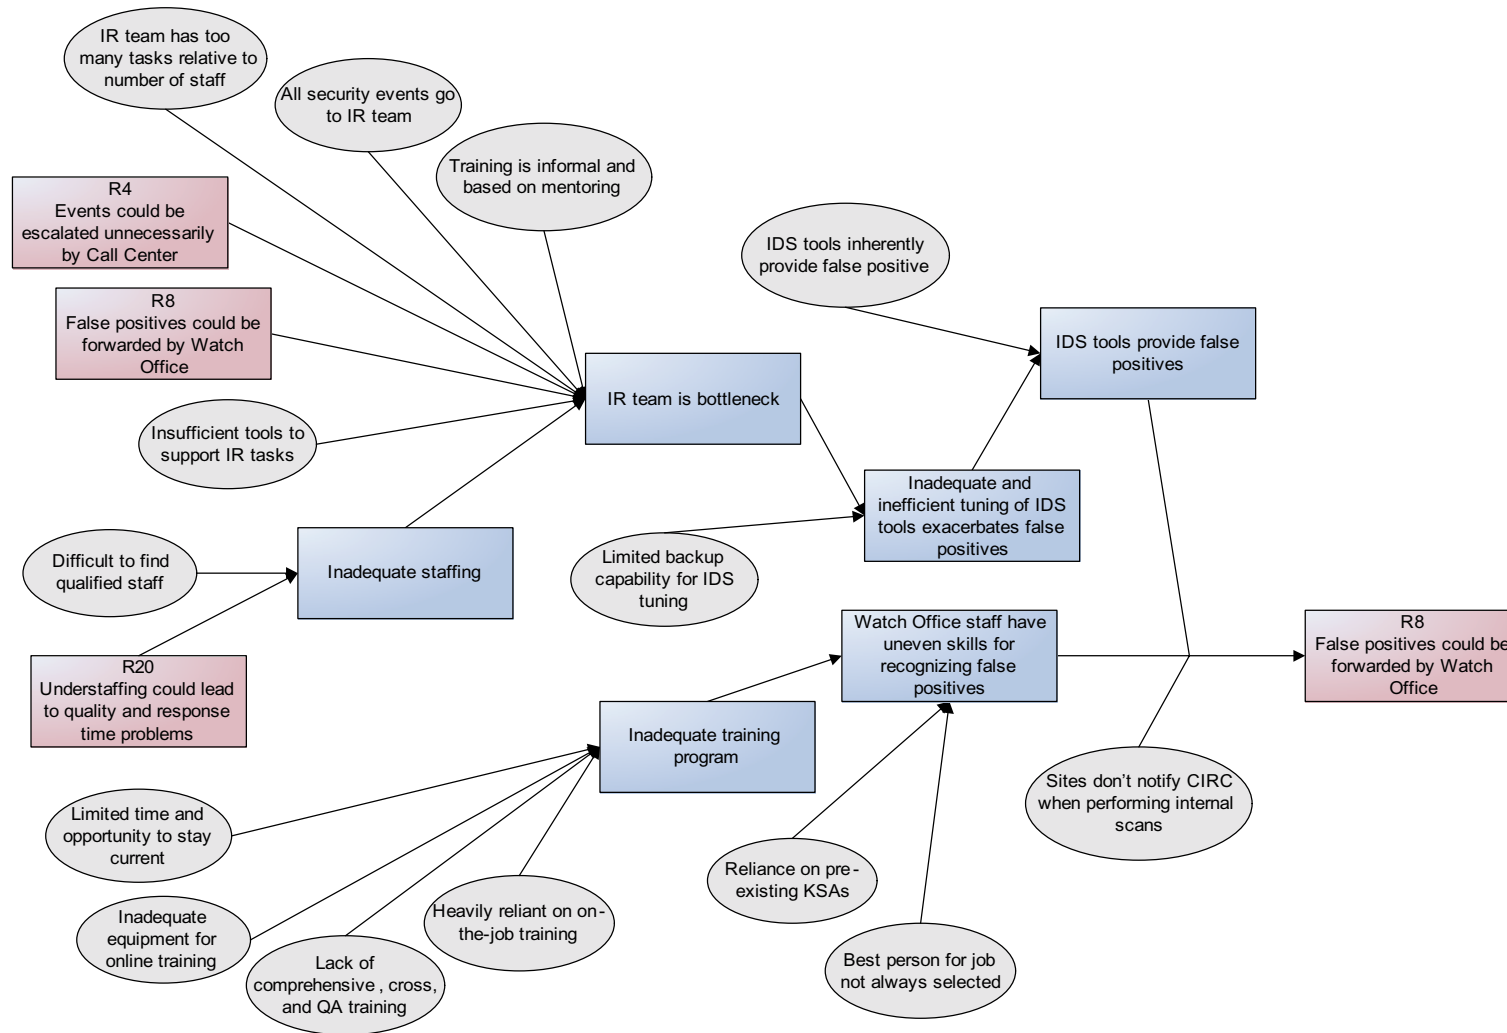 IR team has too
many tasks relative to
number of staff
All security events go
to IR team
Training is informal and
based on mentoring
R4
Events could be
escalated unnecessarily
by Call Center
IDS tools inherently
provide false positive
R8
False positives could be
forwarded by Watch
Office
IDS tools provide false
positives
IR team is bottleneck
Insufficient tools to
support IR tasks
Inadequate and
inefficient tuning of IDS
tools exacerbates false
positives
Difficult to find
qualified staff
Inadequate staffing
Limited backup
capability for IDS
tuning
Watch Office staff have
uneven skills for
recognizing false
positives
R8
False positives could be
forwarded by Watch
Office
R20
Understaffing could lead
to quality and response
time problems
Inadequate training
program
Sites don’t notify CIRC
when performing internal
scans
Limited time and
opportunity to stay
current
Reliance on pre-
existing KSAs
Heavily reliant on on-
the-job training
Inadequate
equipment for
online training
Lack of
comprehensive , cross,
and QA training
Best person for job
not always selected